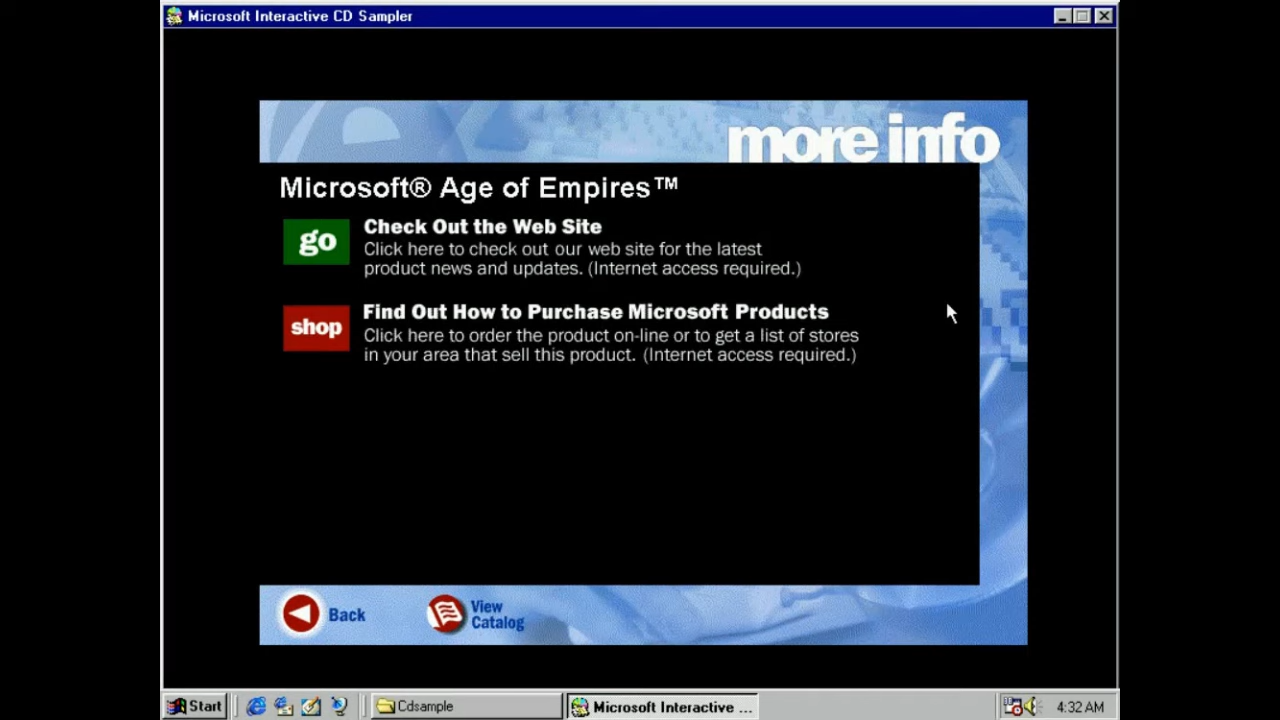 Microsoft Interactive CD Sampler
more info
Microsoft® Age of Empires™
go
Check Out the Web Site
Click here to check out our web site for the latest
product news and updates. (Internet access required.)
shop
Find Out How to Purchase Microsoft Products
Click here to order the product on-line or to get a list of stores
in your area that sell this product. (Internet access required.)
Back
View
Catalog
Start
Cdsample
Microsoft Interactive ...
4:32 AM